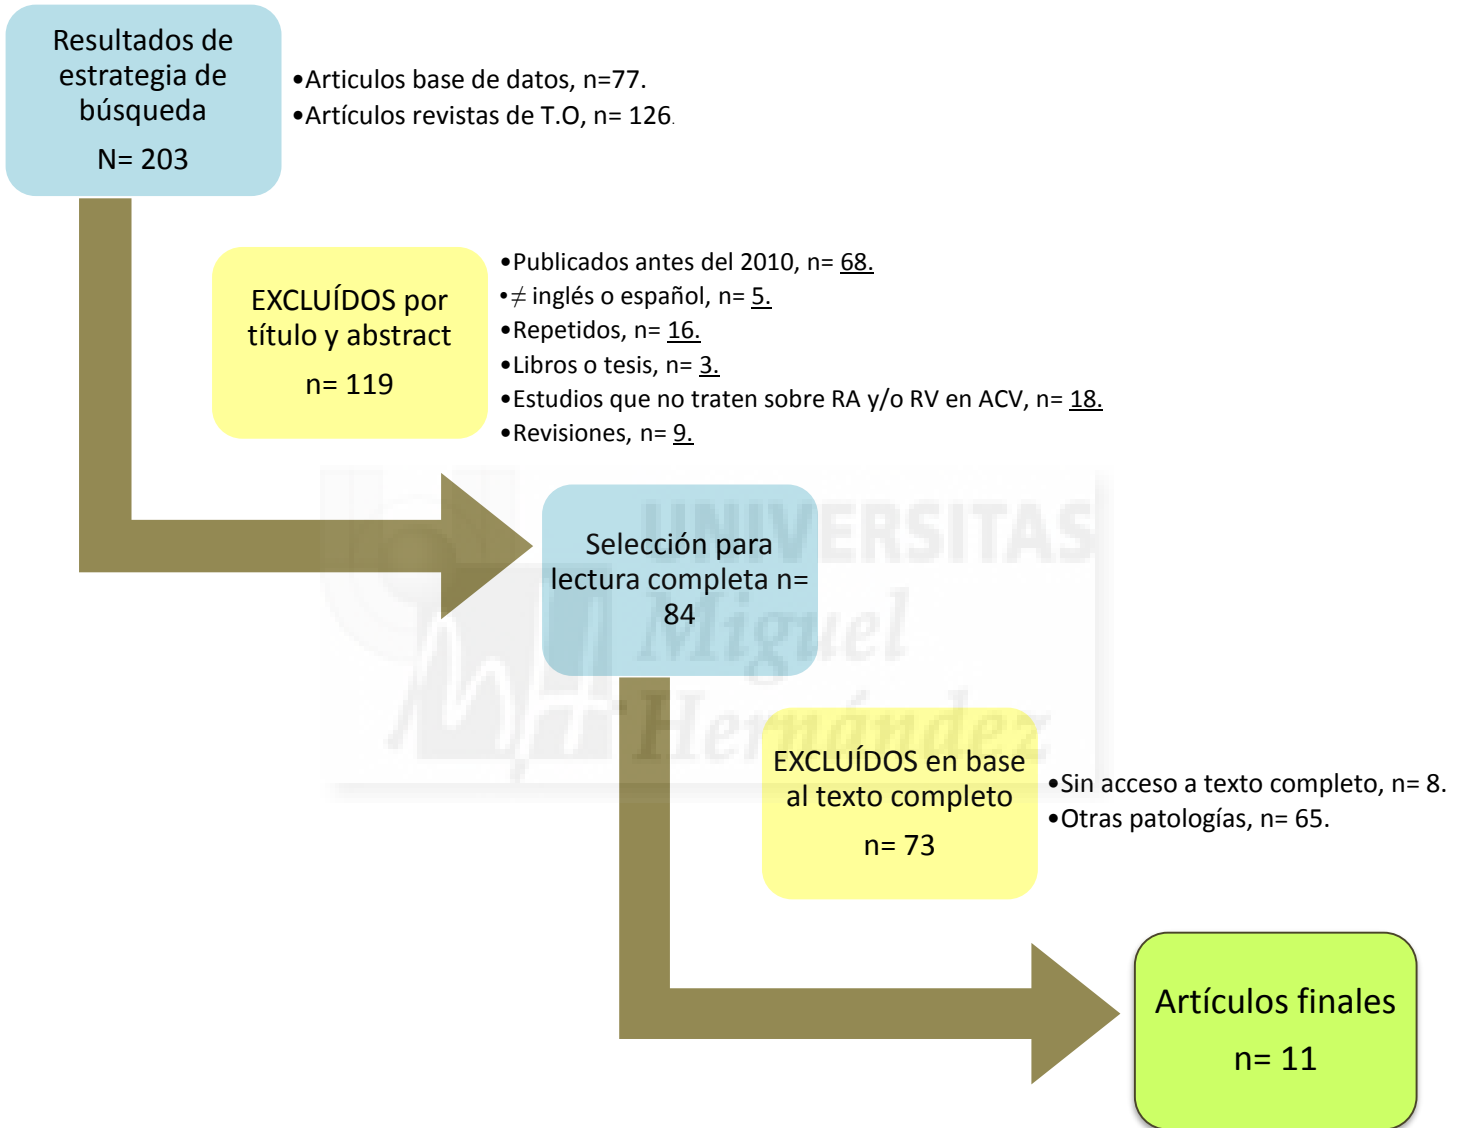 Resultados de
estrategia de
búsqueda
N= 203
•Articulos base de datos, n=77.
•Artículos revistas de T.O, n= 126.
EXCLUÍDOS por
título y abstract
n= 119
•Publicados antes del 2010, n= 68.
•≠ inglés o español, n= 5.
•Repetidos, n= 16.
•Libros o tesis, n= 3.
•Estudios que no traten sobre RA y/o RV en ACV, n= 18.
•Revisiones, n= 9.
UNIVERSITAS
Miguel
Hernández
Selección para
lectura completa n=
84
EXCLUÍDOS en base
al texto completo
n= 73
•Sin acceso a texto completo, n= 8.
•Otras patologías, n= 65.
Artículos finales
n= 11